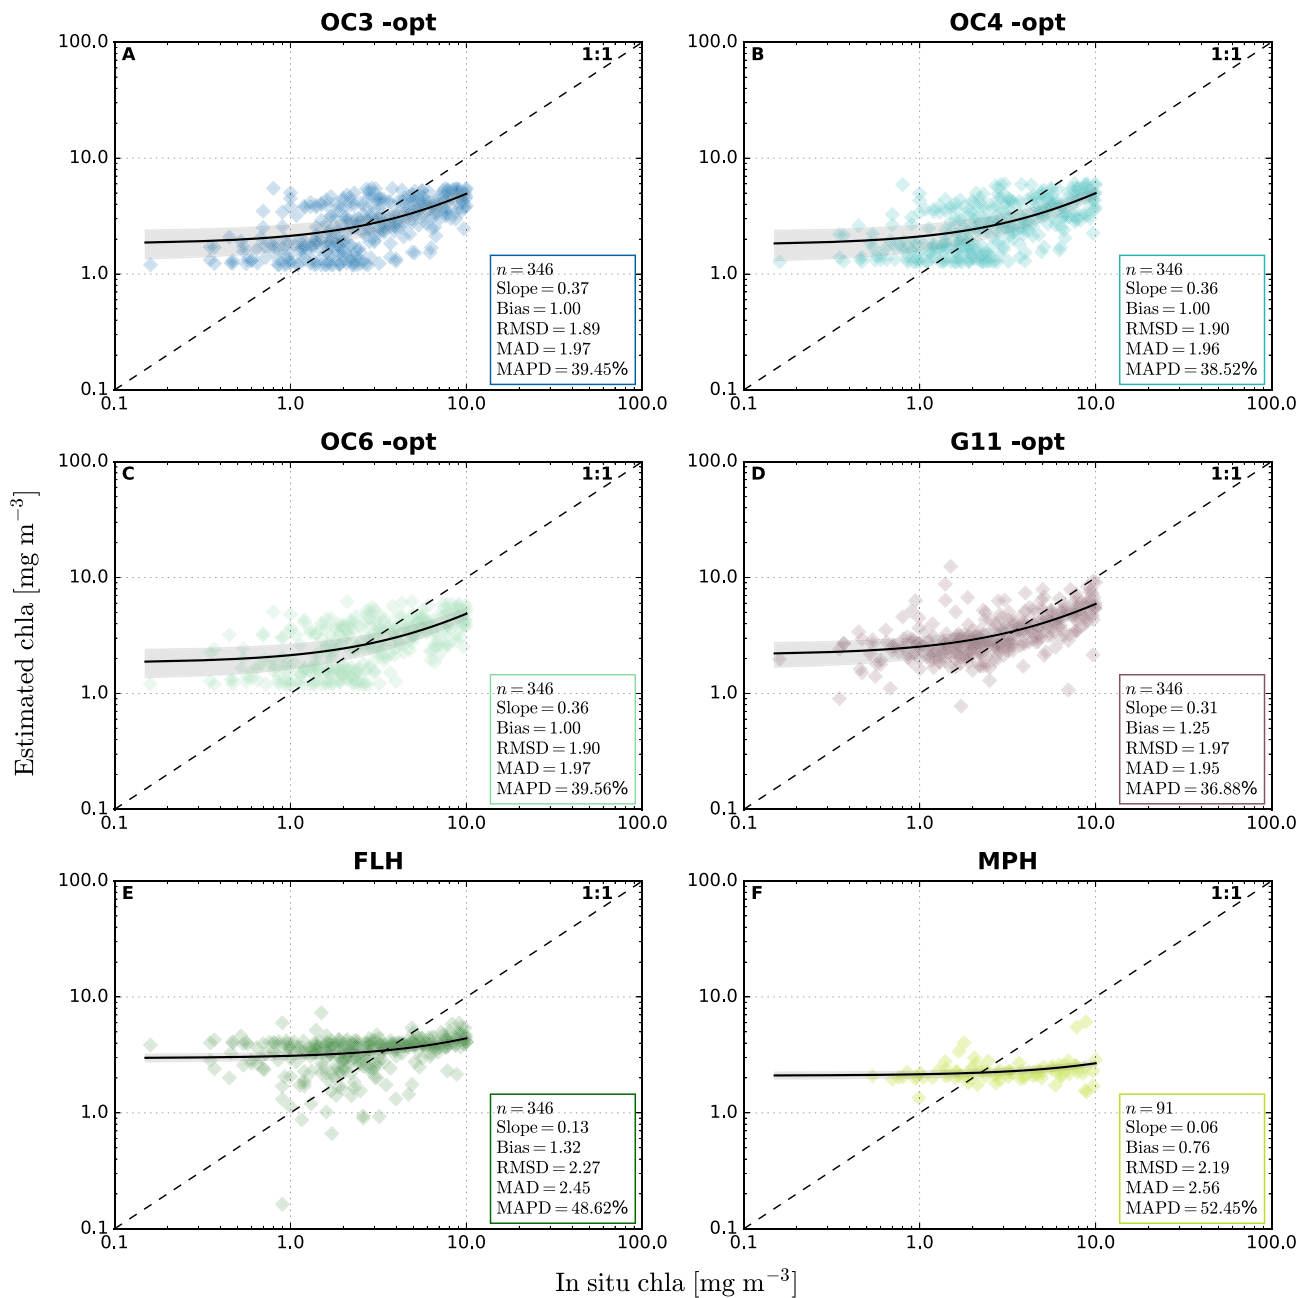 OC3 -opt
A
1:1
100.0
10.0
1.0
0.1
n = 346
Slope = 0.37
Bias = 1.00
RMSD = 1.89
MAD = 1.97
MAPD = 39.45%
0.1 1.0 10.0 100.0
OC4 -opt
B
1:1
100.0
10.0
1.0
0.1
n = 346
Slope = 0.36
Bias = 1.00
RMSD = 1.90
MAD = 1.96
MAPD = 38.52%
0.1 1.0 10.0 100.0
Estimated chla [mg m⁻³]
OC6 -opt
C
1:1
100.0
10.0
1.0
0.1
n = 346
Slope = 0.36
Bias = 1.00
RMSD = 1.90
MAD = 1.97
MAPD = 39.56%
0.1 1.0 10.0 100.0
G11 -opt
D
1:1
100.0
10.0
1.0
0.1
n = 346
Slope = 0.31
Bias = 1.25
RMSD = 1.97
MAD = 1.95
MAPD = 36.88%
0.1 1.0 10.0 100.0
FLH
E
1:1
100.0
10.0
1.0
0.1
n = 346
Slope = 0.13
Bias = 1.32
RMSD = 2.27
MAD = 2.45
MAPD = 48.62%
0.1 1.0 10.0 100.0
MPH
F
1:1
100.0
10.0
1.0
0.1
n = 91
Slope = 0.06
Bias = 0.76
RMSD = 2.19
MAD = 2.56
MAPD = 52.45%
0.1 1.0 10.0 100.0
In situ chla [mg m⁻³]